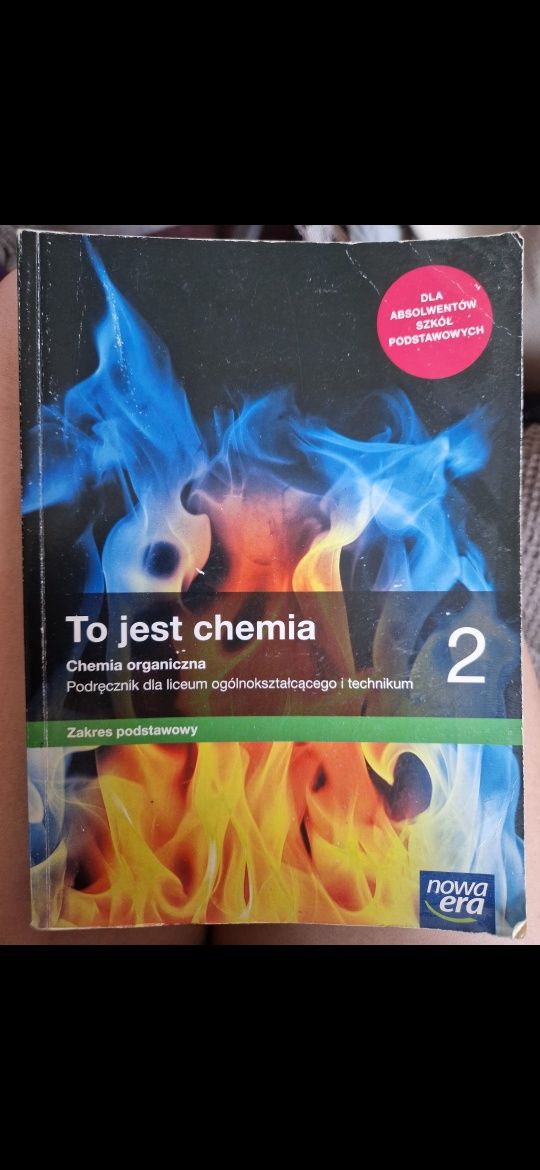 DLA
ABSOLWENTÓW
SZKÓŁ
PODSTAWOWYCH
To jest chemia
2
Chemia organiczna
Podręcznik dla liceum ogólnokształcącego i technikum
Zakres podstawowy
nowa
era